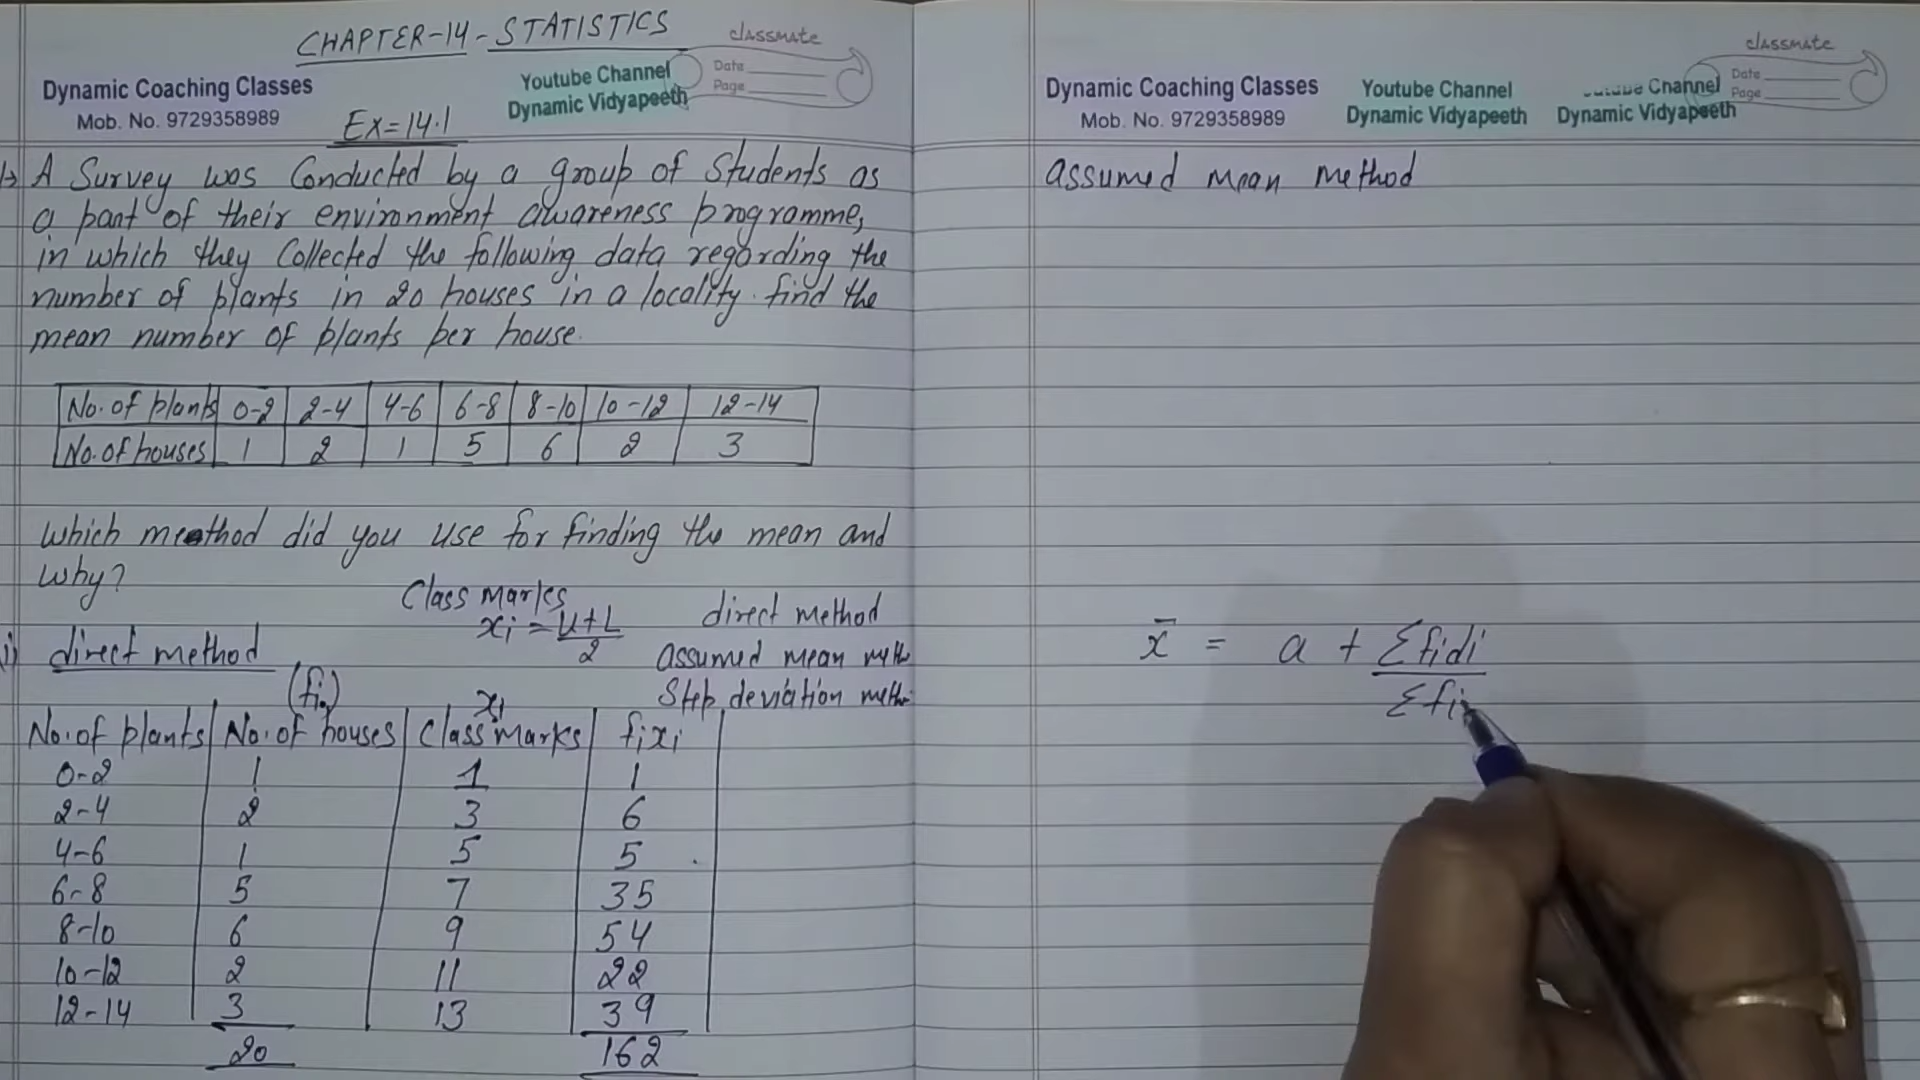 CHAPTER-14-STATISTICS
classmate
Date
Page
Dynamic Coaching Classes
Mob. No. 9729358989
Youtube Channel
Dynamic Vidyapeeth
Ex=14.1
1→ A Survey was Conducted by a group of Students as
a part of their environment awareness programme,
in which they Collected the following data regarding the
number of plants in 20 houses in a locality. find the
mean number of plants per house.
No. of plants 0-2 2-4 4-6 6-8 8-10 10-12 12-14
No. of houses 1 2 1 5 6 2 3
which method did you use for finding the mean and
why?
Class marks
xi = U+L
2
direct method
Assumed mean meth
Step deviation meth
i) direct method
(fi) xi
No. of plants No. of houses Class marks fixi
0-2 1 1 1
2-4 2 3 6
4-6 1 5 5
6-8 5 7 35
8-10 6 9 54
10-12 2 11 22
12-14 3 13 39
20 162
classmate
Date
Page
Dynamic Coaching Classes
Mob. No. 9729358989
Youtube Channel
Dynamic Vidyapeeth
Channel
Dynamic Vidyapeeth
assumed mean method
x̄ = a + Σfidi
Σfi